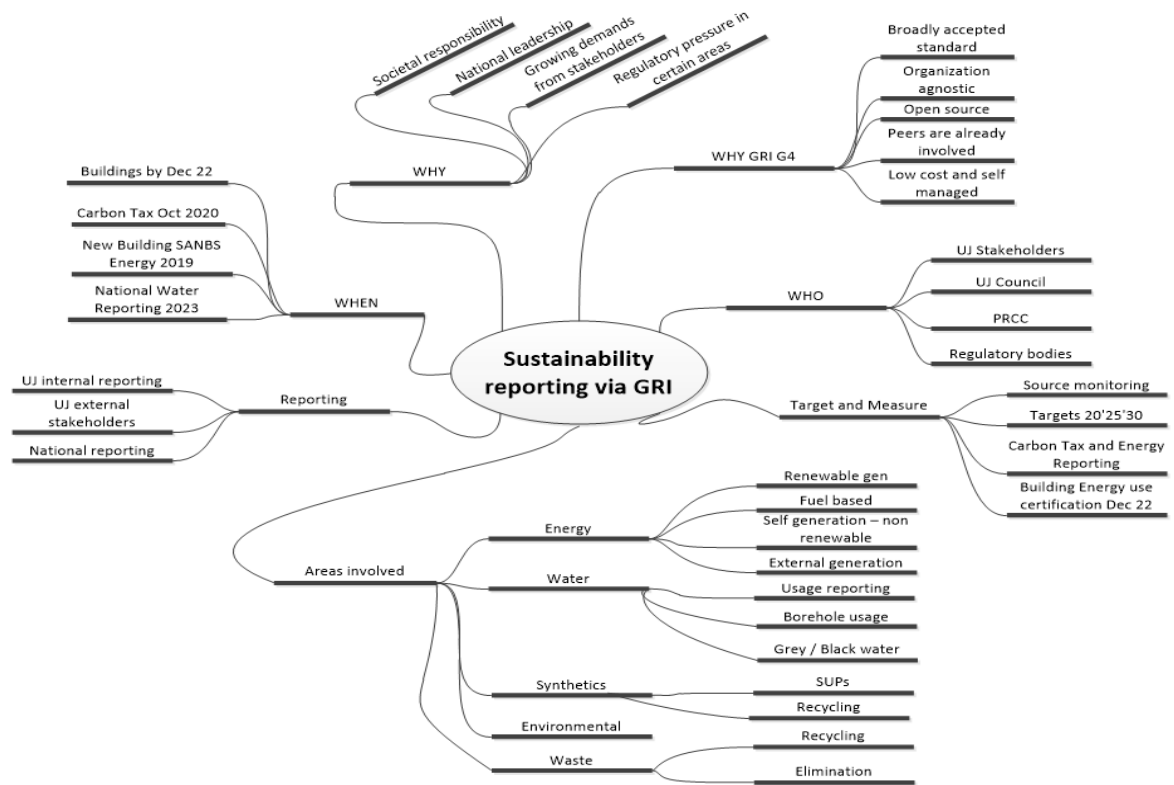 Societal responsibility
National leadership
Growing demands
from stakeholders
Regulatory pressure in
certain areas
WHY
Broadly accepted
standard
Organization
agnostic
Open source
Peers are already
involved
Low cost and self
managed
WHY GRI G4
Buildings by Dec 22
Carbon Tax Oct 2020
New Building SANBS
Energy 2019
National Water
Reporting 2023
WHEN
UJ Stakeholders
UJ Council
PRCC
Regulatory bodies
WHO
Sustainability
reporting via GRI
UJ internal reporting
UJ external
stakeholders
National reporting
Reporting
Target and Measure
Source monitoring
Targets 20'25'30
Carbon Tax and Energy
Reporting
Building Energy use
certification Dec 22
Areas involved
Energy
Renewable gen
Fuel based
Self generation – non
renewable
External generation
Water
Usage reporting
Borehole usage
Grey / Black water
Synthetics
SUPs
Recycling
Environmental
Waste
Recycling
Elimination